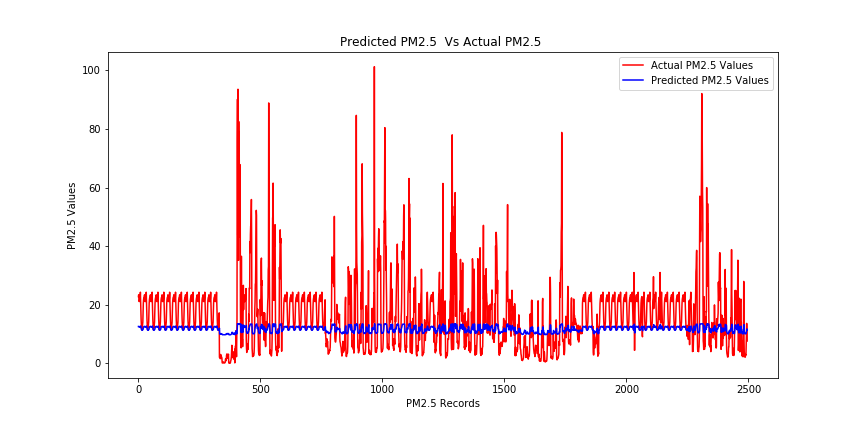 Predicted PM2.5  Vs Actual PM2.5
Actual PM2.5 Values
Predicted PM2.5 Values
PM2.5 Values
100
80
60
40
20
0
0
500
1000
1500
2000
2500
PM2.5 Records